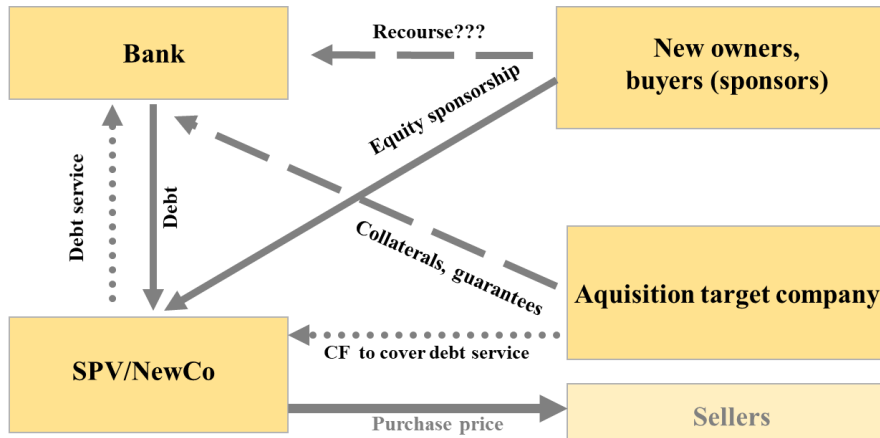 Recourse???
Bank
New owners,
buyers (sponsors)
Equity sponsorship
Debt service
Debt
Collaterals, guarantees
Aquisition target company
CF to cover debt service
SPV/NewCo
Purchase price
Sellers